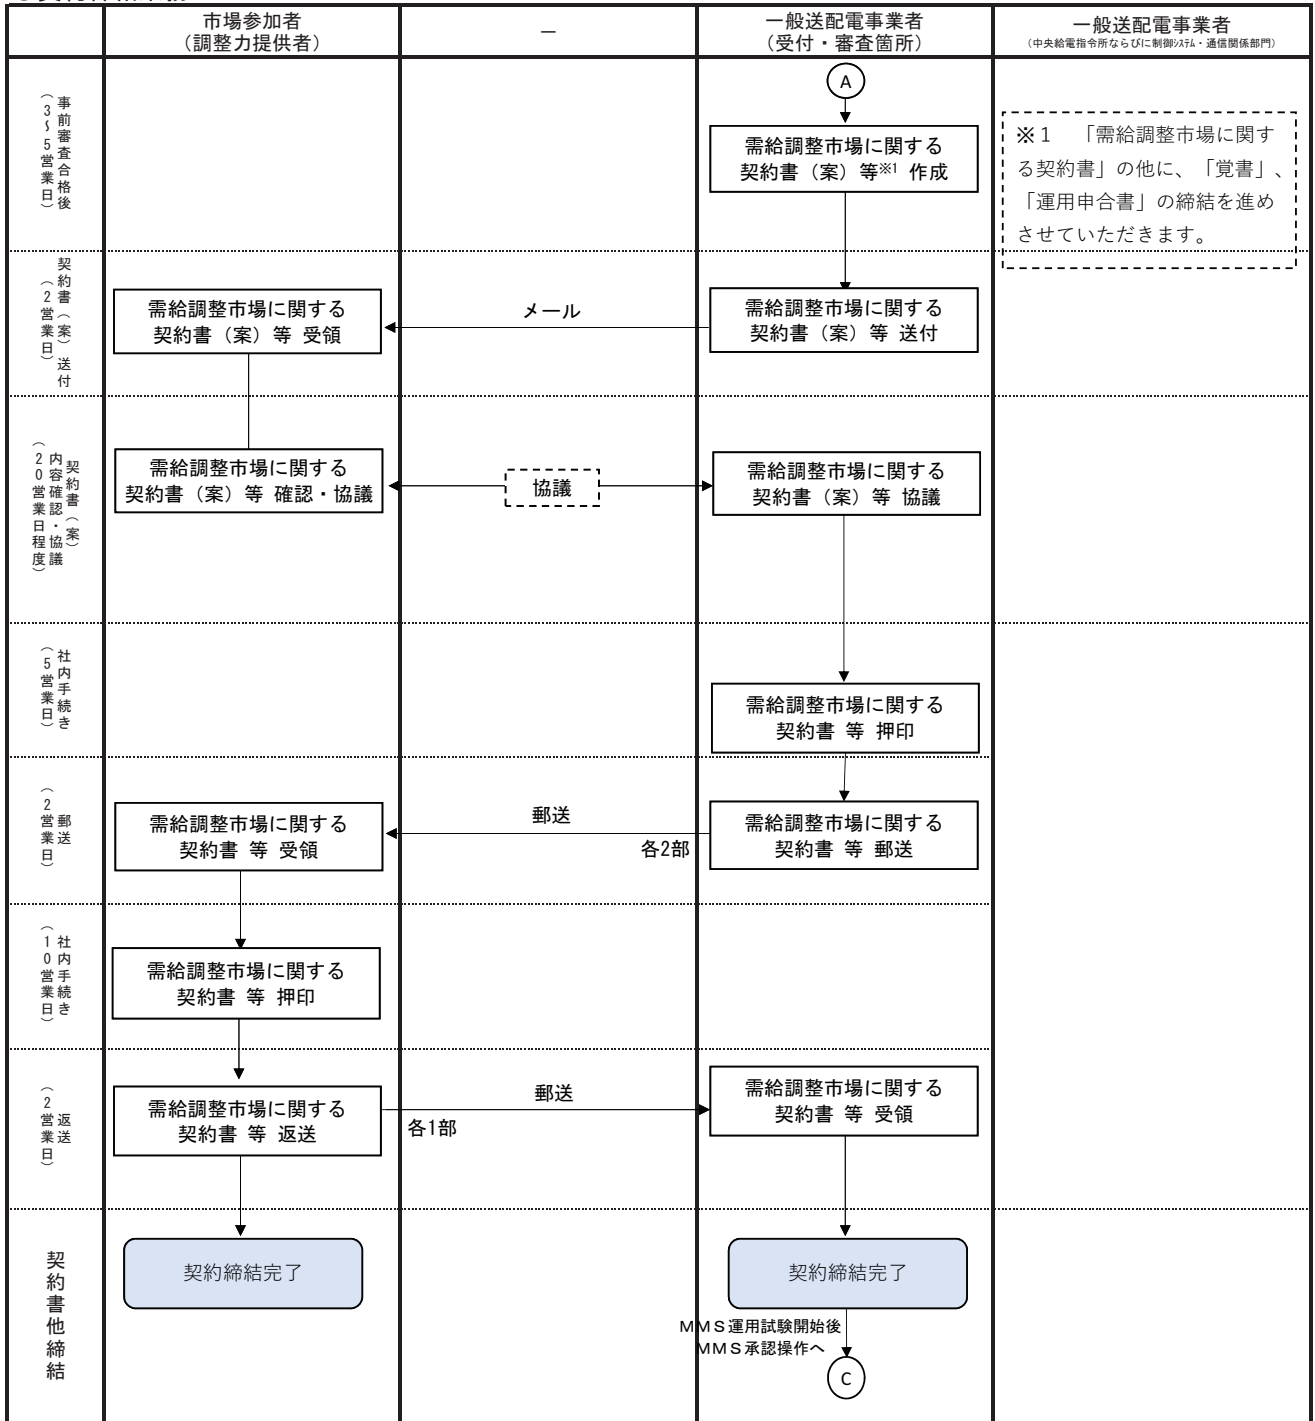 市場参加者
（調整力提供者）
－
一般送配電事業者
（受付・審査箇所）
一般送配電事業者
（中央給電指令所ならびに制御ｼｽﾃﾑ・通信関係部門）
事前審査合格後
（3～5営業日）
A
需給調整市場に関する
契約書（案）等※1 作成
※１　「需給調整市場に関す
る契約書」の他に、「覚書」、
「運用申合書」の締結を進め
させていただきます。
契約書（案）送付
（2営業日）
需給調整市場に関する
契約書（案）等 受領
メール
需給調整市場に関する
契約書（案）等 送付
契約書（案）
内容確認・協議
（20営業日程度）
需給調整市場に関する
契約書（案）等 確認・協議
協議
需給調整市場に関する
契約書（案）等 協議
社内手続き
（5営業日）
需給調整市場に関する
契約書 等 押印
郵送
（2営業日）
需給調整市場に関する
契約書 等 受領
郵送
各2部
需給調整市場に関する
契約書 等 郵送
社内手続き
（10営業日）
需給調整市場に関する
契約書 等 押印
返送
（2営業日）
需給調整市場に関する
契約書 等 返送
郵送
各1部
需給調整市場に関する
契約書 等 受領
契約書他締結
契約締結完了
契約締結完了
ＭＭＳ運用試験開始後
ＭＭＳ承認操作へ
C